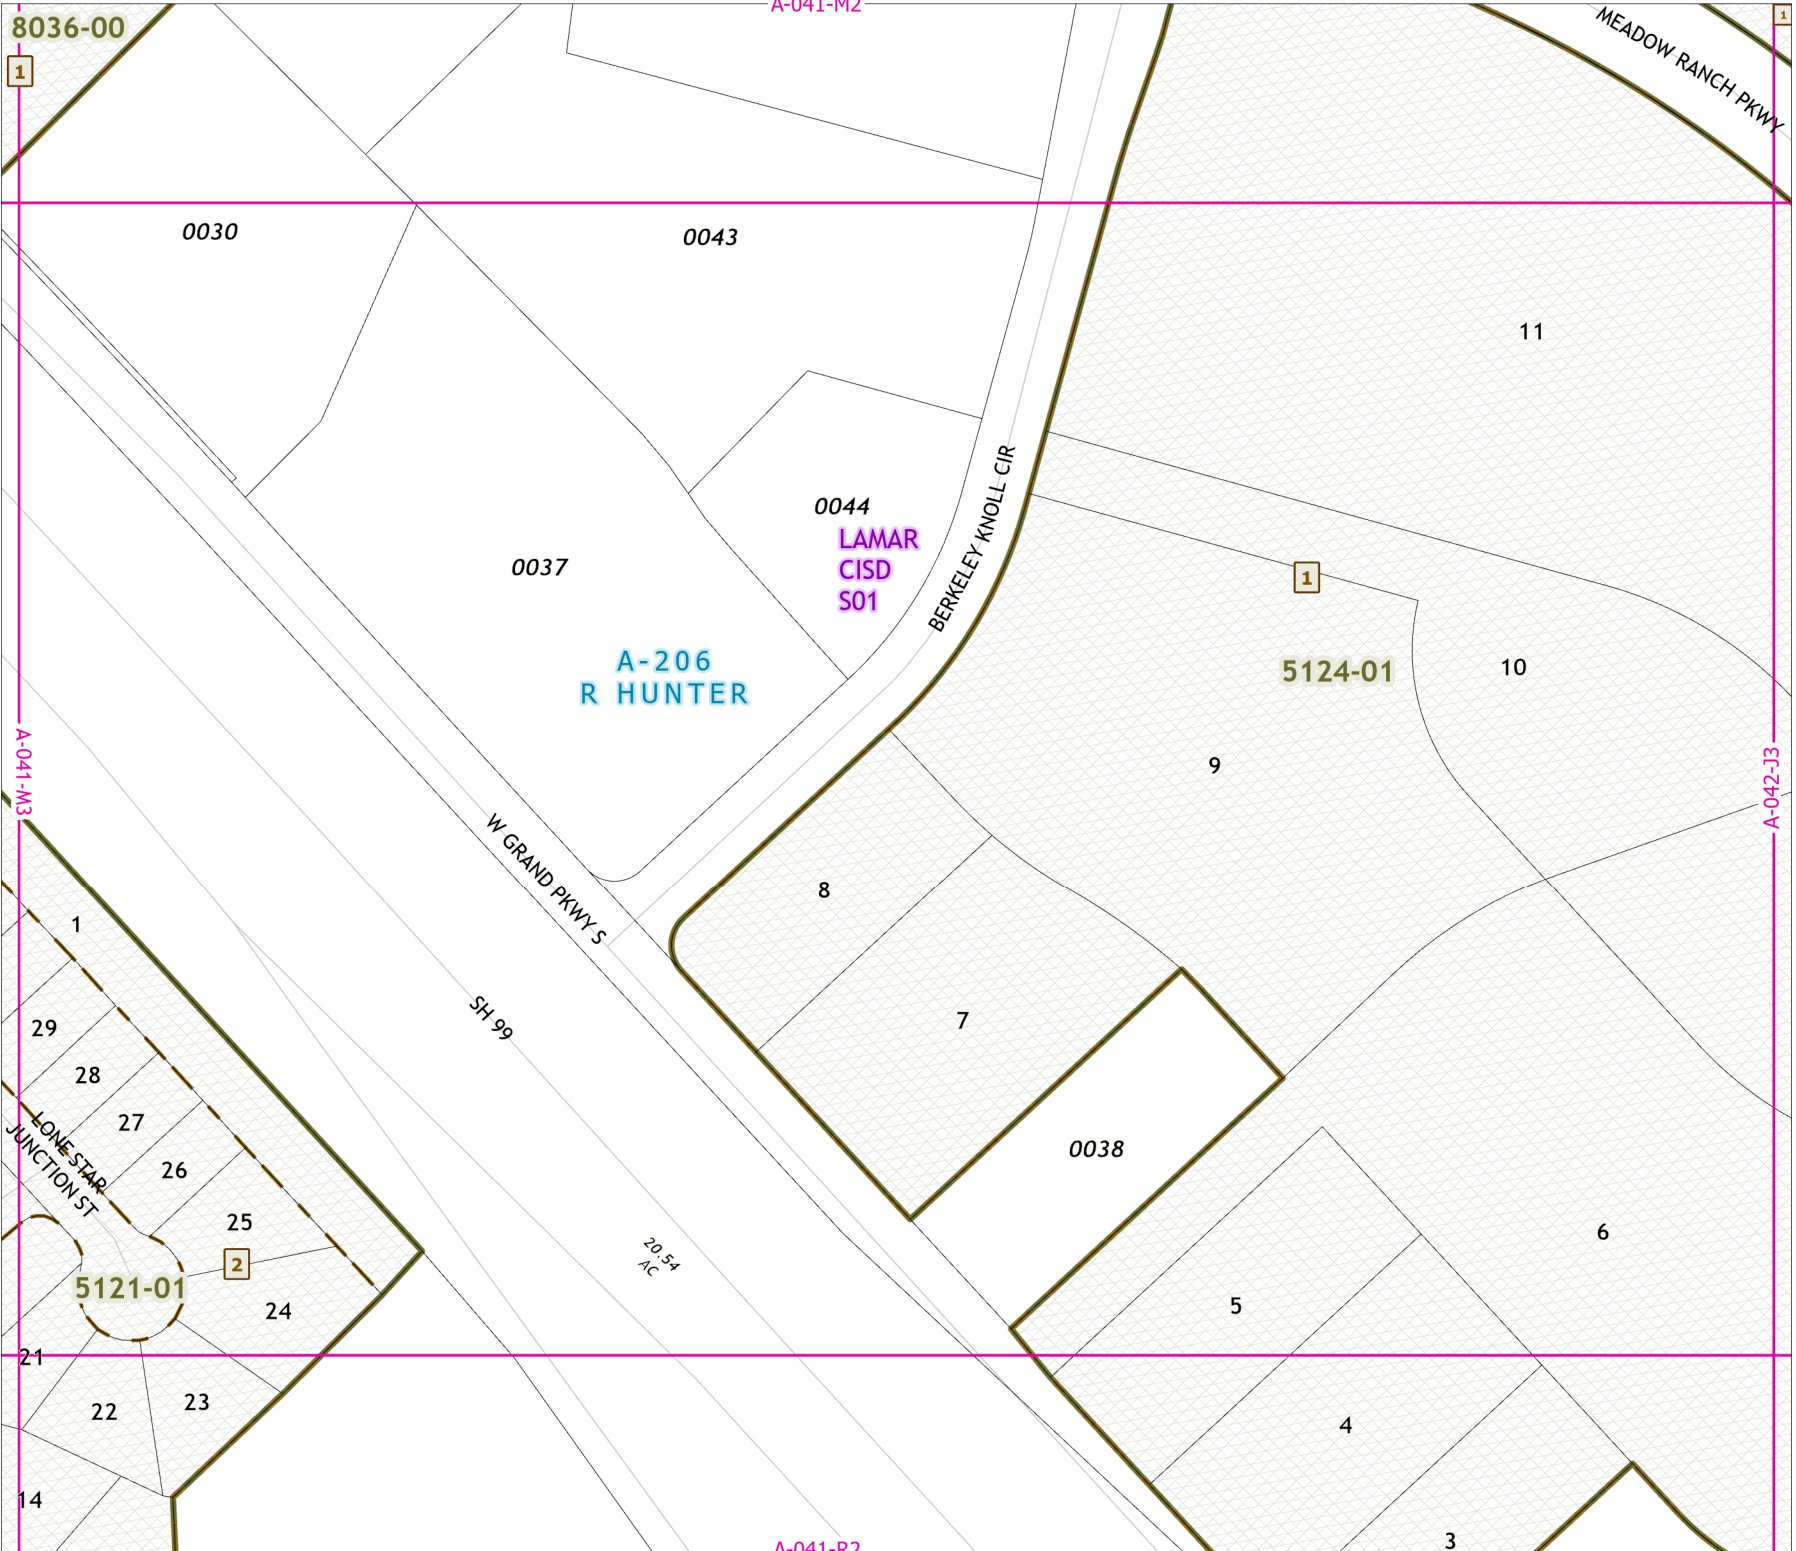 A-041-M2
8036-00
1
MEADOW RANCH PKWY
1
0030
0043
11
BERKELEY KNOLL CIR
0044
LAMAR
CISD
S01
0037
A-206
R HUNTER
1
5124-01
10
9
A-041-M3
A-042-J3
W GRAND PKWY S
8
1
SH 99
7
29
28
27
LONE STAR
JUNCTION ST
26
25
0038
6
20.54
AC
2
5121-01
24
5
21
22
23
4
14
3
A-041-R2